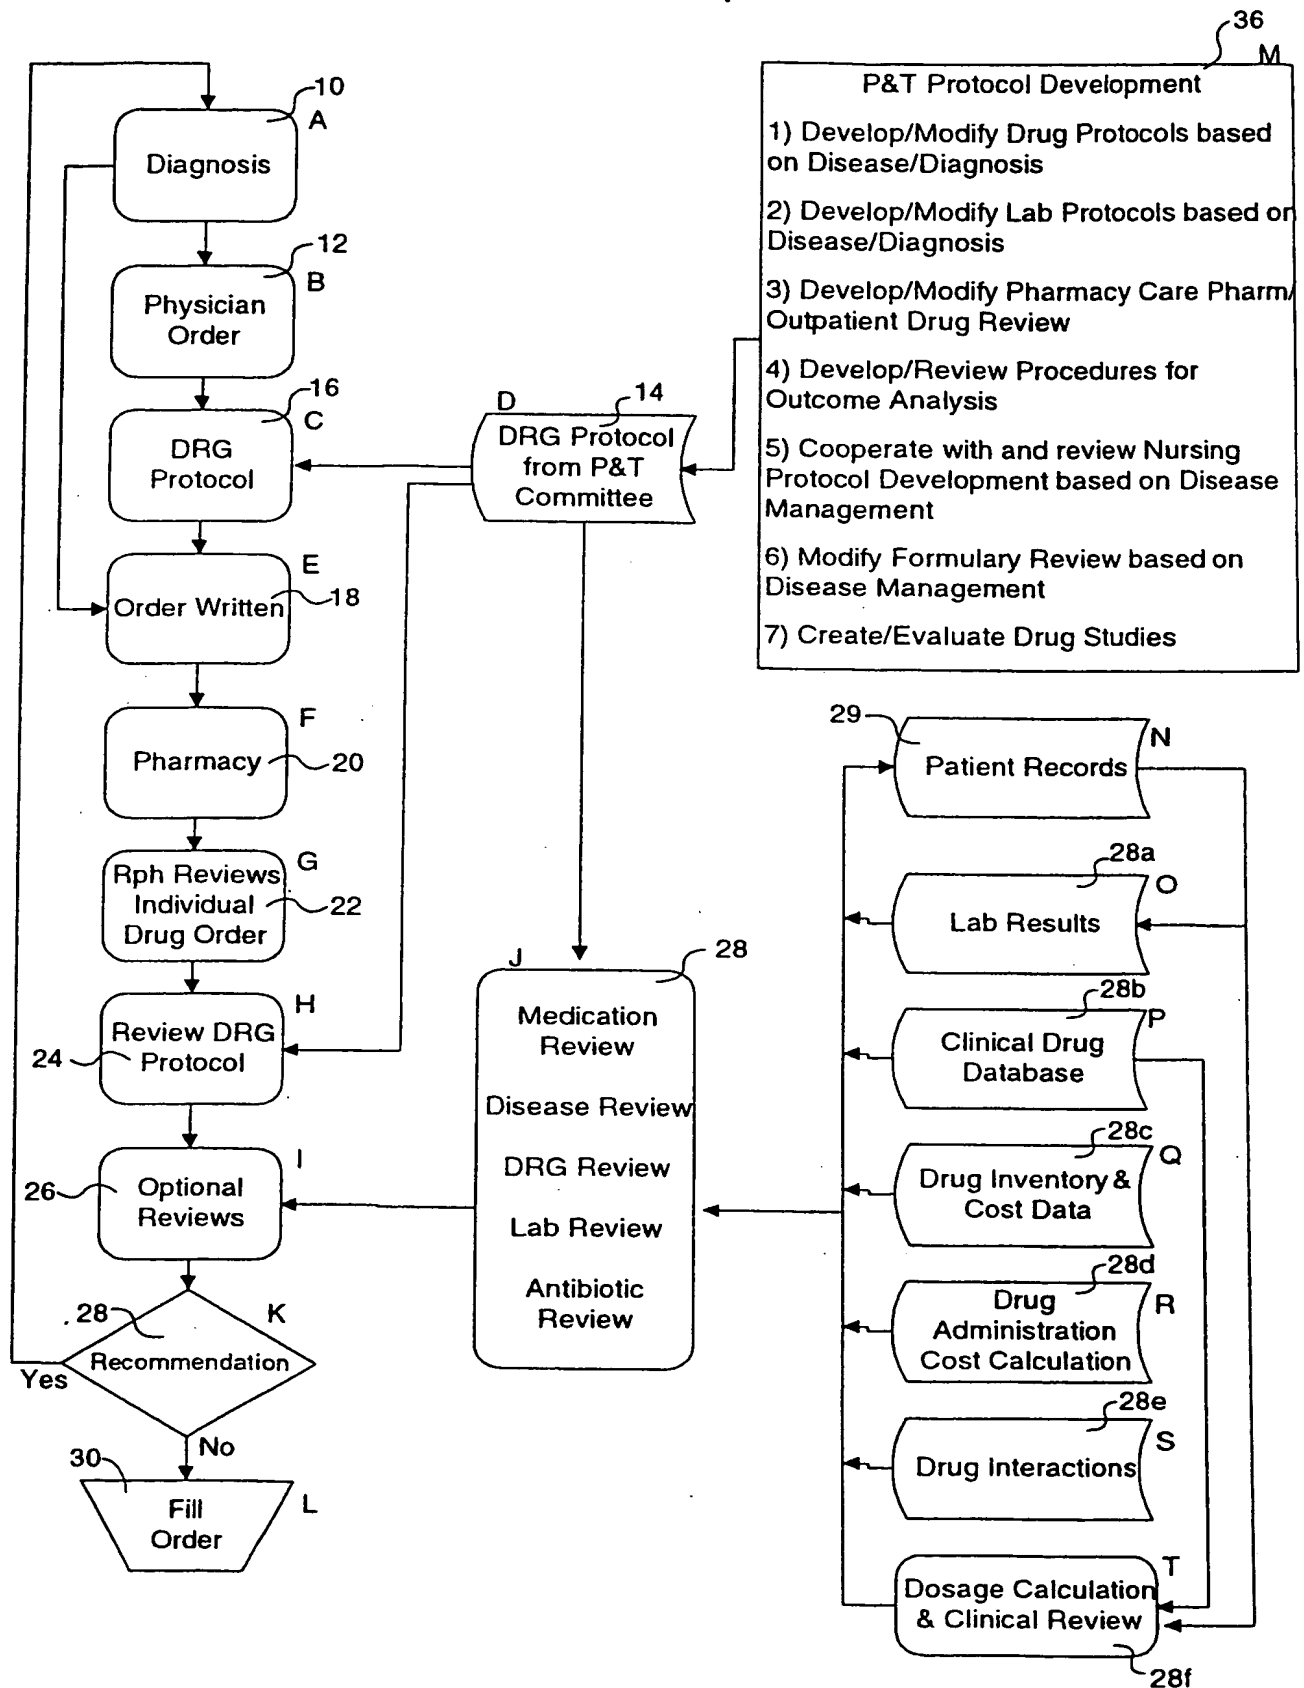 36
M
P&T Protocol Development
1) Develop/Modify Drug Protocols based
on Disease/Diagnosis
2) Develop/Modify Lab Protocols based on
Disease/Diagnosis
3) Develop/Modify Pharmacy Care Pharm/
Outpatient Drug Review
4) Develop/Review Procedures for
Outcome Analysis
5) Cooperate with and review Nursing
Protocol Development based on Disease
Management
6) Modify Formulary Review based on
Disease Management
7) Create/Evaluate Drug Studies
10
A
Diagnosis
12
B
Physician
Order
16
C
DRG
Protocol
D
14
DRG Protocol
from P&T
Committee
E
Order Written
18
F
Pharmacy
20
G
Rph Reviews
Individual
Drug Order
22
H
Review DRG
Protocol
24
I
Optional
Reviews
26
28
K
Recommendation
Yes
No
30
Fill
Order
L
J
28
Medication
Review
Disease Review
DRG Review
Lab Review
Antibiotic
Review
29
N
Patient Records
28a
O
Lab Results
28b
P
Clinical Drug
Database
28c
Q
Drug Inventory &
Cost Data
28d
R
Drug
Administration
Cost Calculation
28e
S
Drug Interactions
T
Dosage Calculation
& Clinical Review
28f